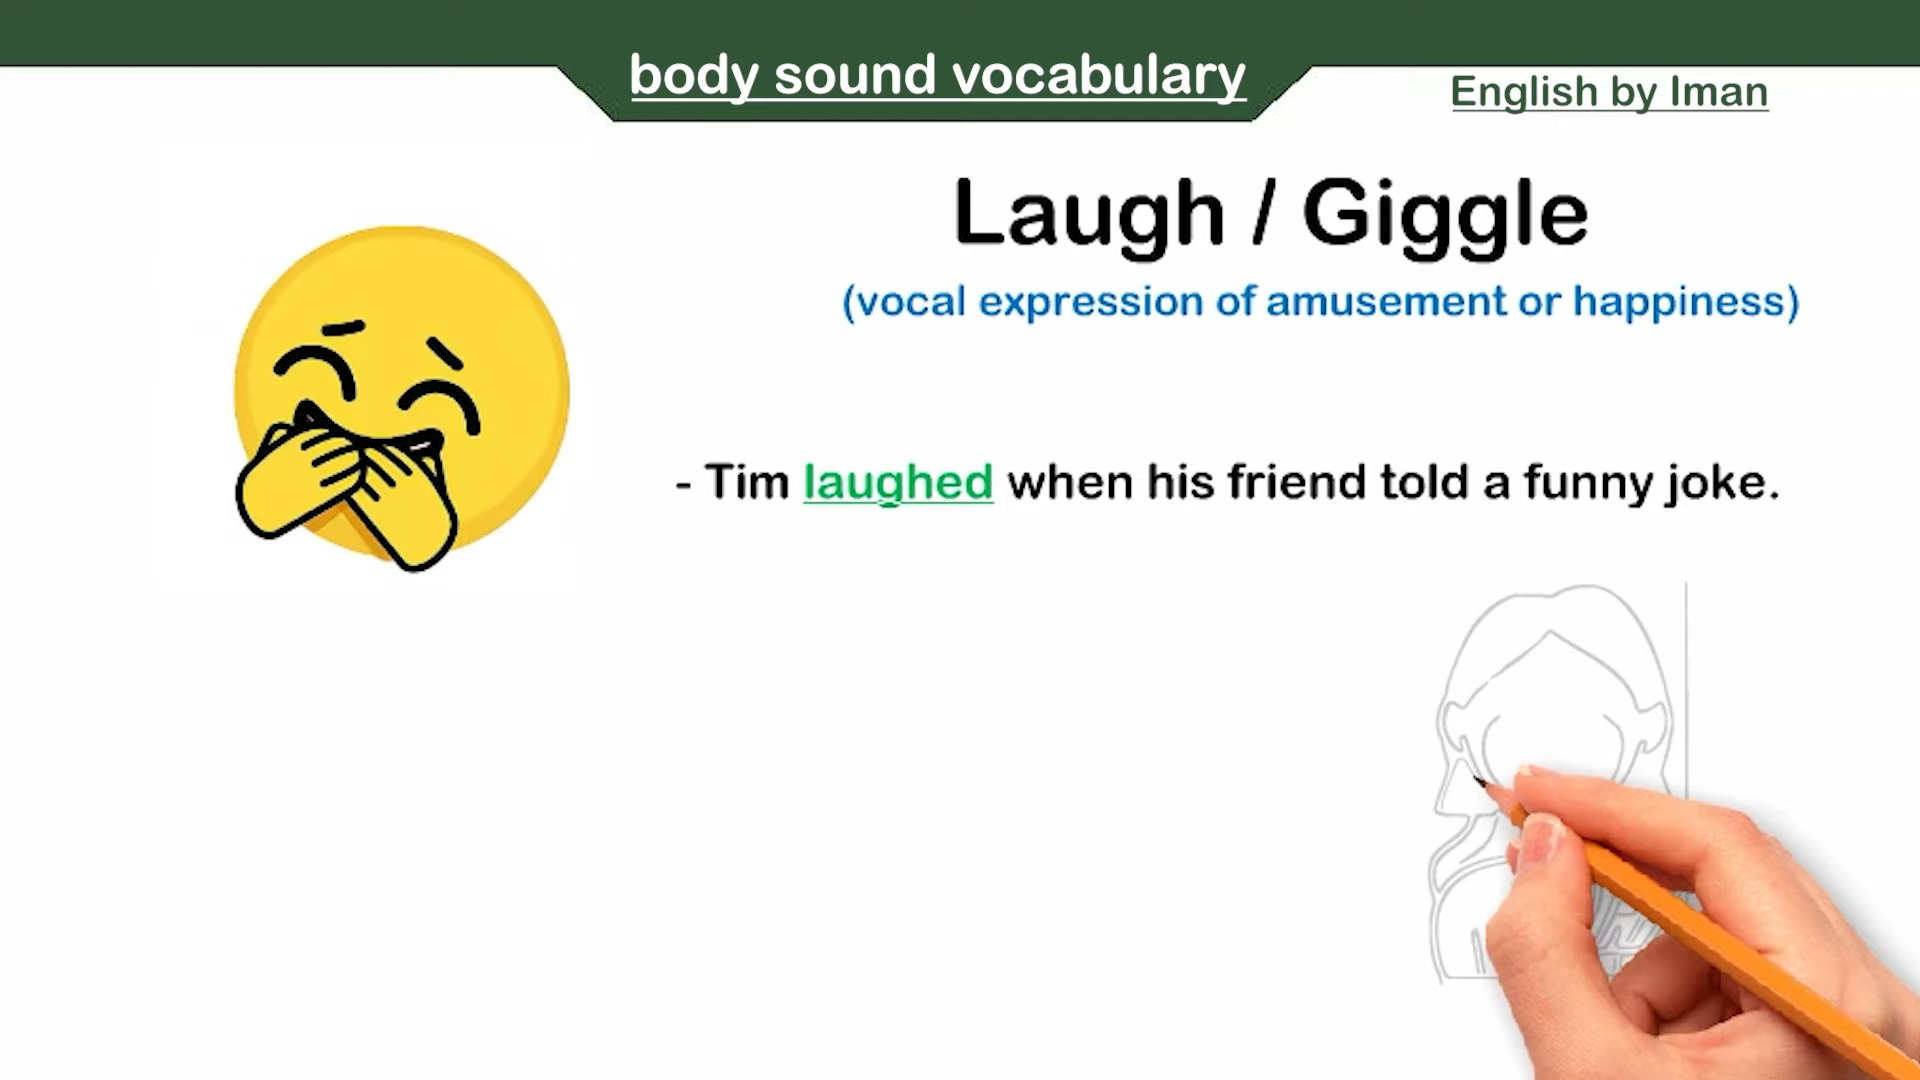 body sound vocabulary
English by Iman
Laugh / Giggle
(vocal expression of amusement or happiness)
- Tim laughed when his friend told a funny joke.